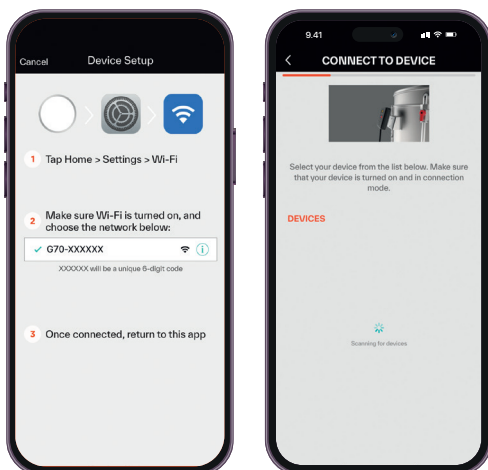 Cancel
Device Setup
1 Tap Home > Settings > Wi-Fi
2 Make sure Wi-Fi is turned on, and
choose the network below:
✓ G70-XXXXXX
XXXXXX will be a unique 6-digit code
3 Once connected, return to this app
9.41
CONNECT TO DEVICE
Select your device from the list below. Make sure
that your device is turned on and in connection
mode.
DEVICES
Scanning for devices